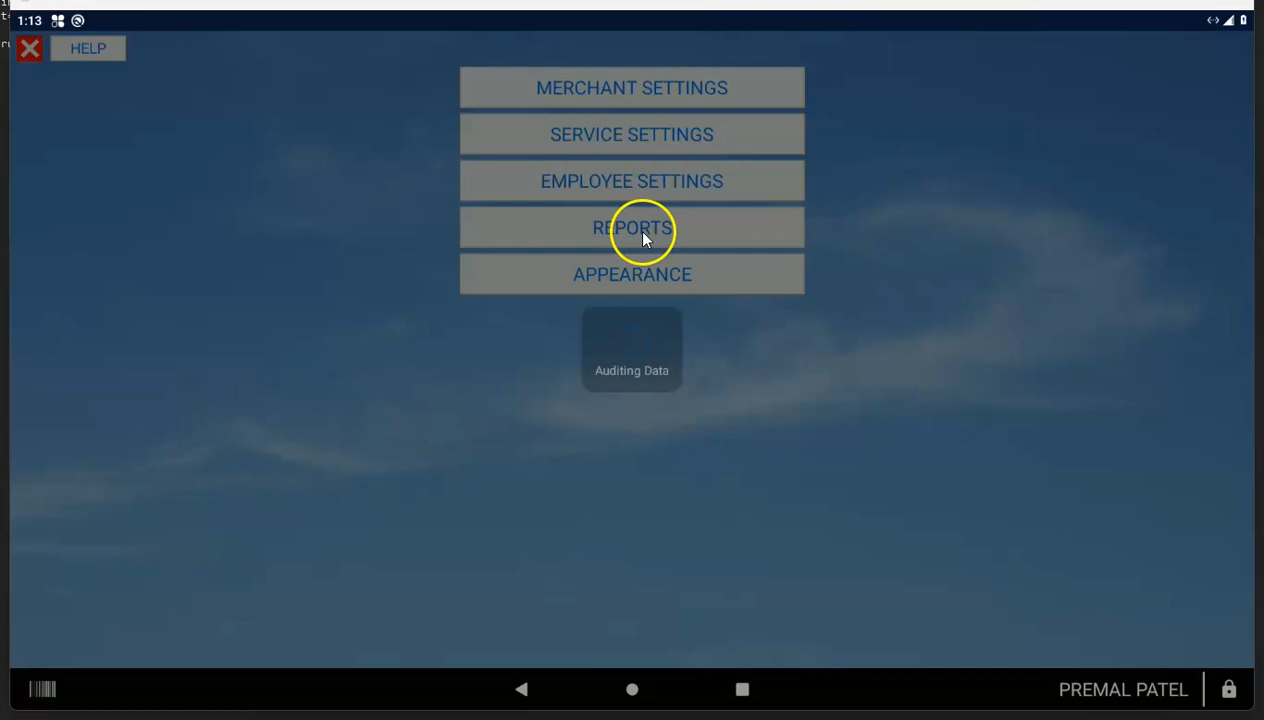 1:13
HELP
MERCHANT SETTINGS
SERVICE SETTINGS
EMPLOYEE SETTINGS
REPORTS
APPEARANCE
Auditing Data
PREMAL PATEL